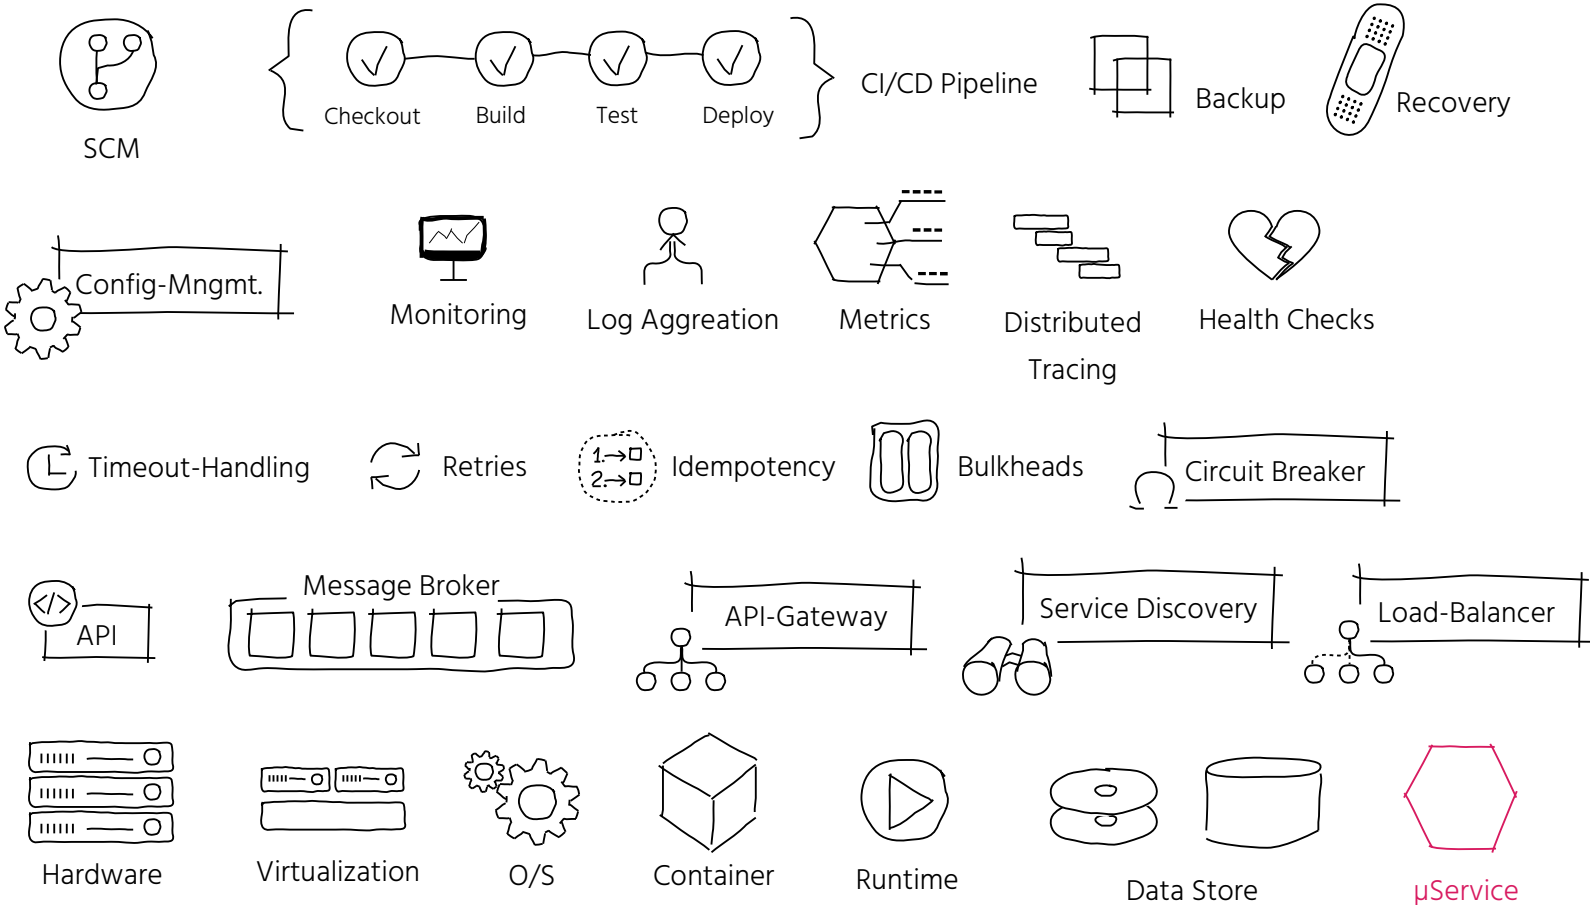 SCM
Checkout
Build
Test
Deploy
CI/CD Pipeline
Backup
Recovery
Config-Mngmt.
Monitoring
Log Aggreation
Metrics
Distributed
Tracing
Health Checks
Timeout-Handling
Retries
1.
2.
Idempotency
Bulkheads
Circuit Breaker
</>
API
Message Broker
API-Gateway
Service Discovery
Load-Balancer
Hardware
Virtualization
O/S
Container
Runtime
Data Store
µService